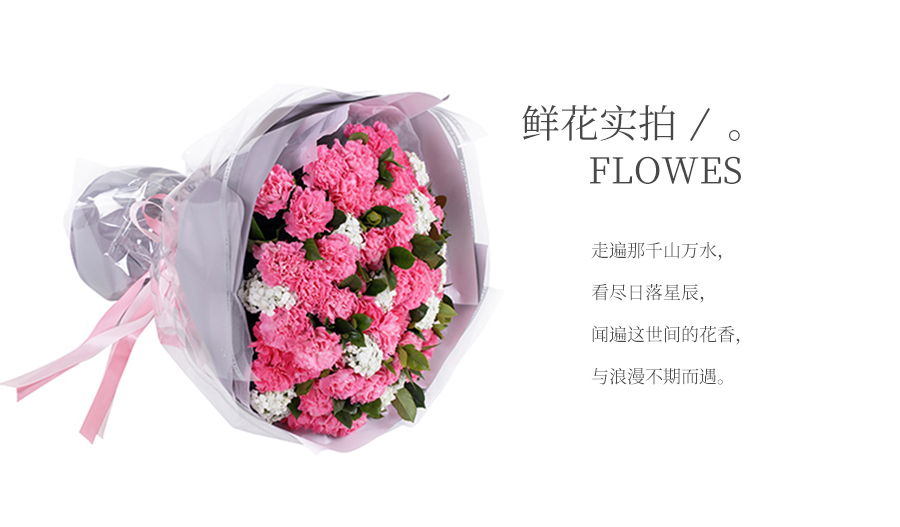 鲜花实拍 / 。
FLOWES
走遍那千山万水，
看尽日落星辰，
闻遍这世间的花香，
与浪漫不期而遇。